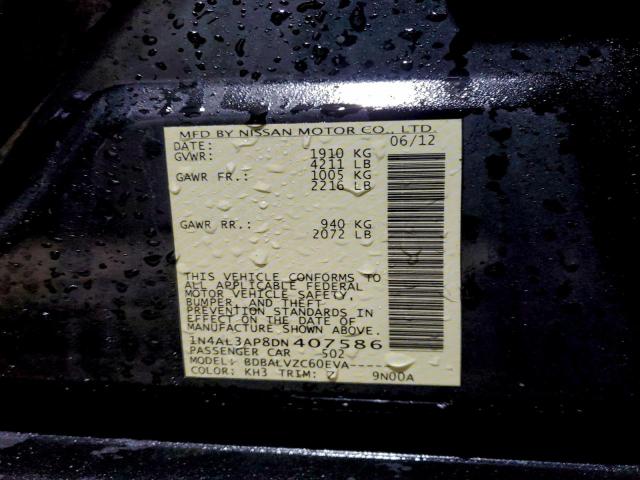 MFD BY NISSAN MOTOR CO., LTD.
DATE: 06/12
GVWR: 1910 KG
4211 LB
GAWR FR.: 1005 KG
2216 LB
GAWR RR.: 940 KG
2072 LB
THIS VEHICLE CONFORMS TO
ALL APPLICABLE FEDERAL
MOTOR VEHICLE SAFETY,
BUMPER, AND THEFT
PREVENTION STANDARDS IN
EFFECT ON THE DATE OF
MANUFACTURE SHOWN ABOVE.
1N4AL3AP8DN407586
PASSENGER CAR 502
MODEL: BDBALVZC60EVA-----
COLOR: KH3 TRIM: 9N00A